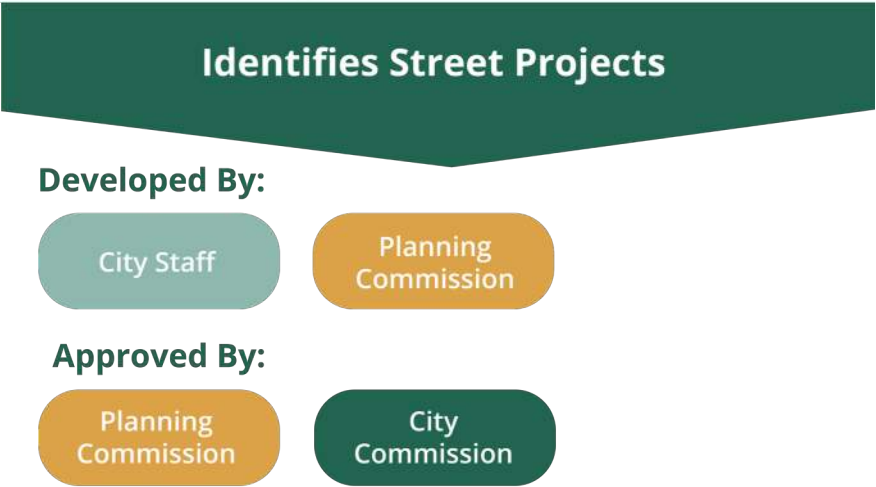 Identifies Street Projects
Developed By:
City Staff
Planning
Commission
Approved By:
Planning
Commission
City
Commission